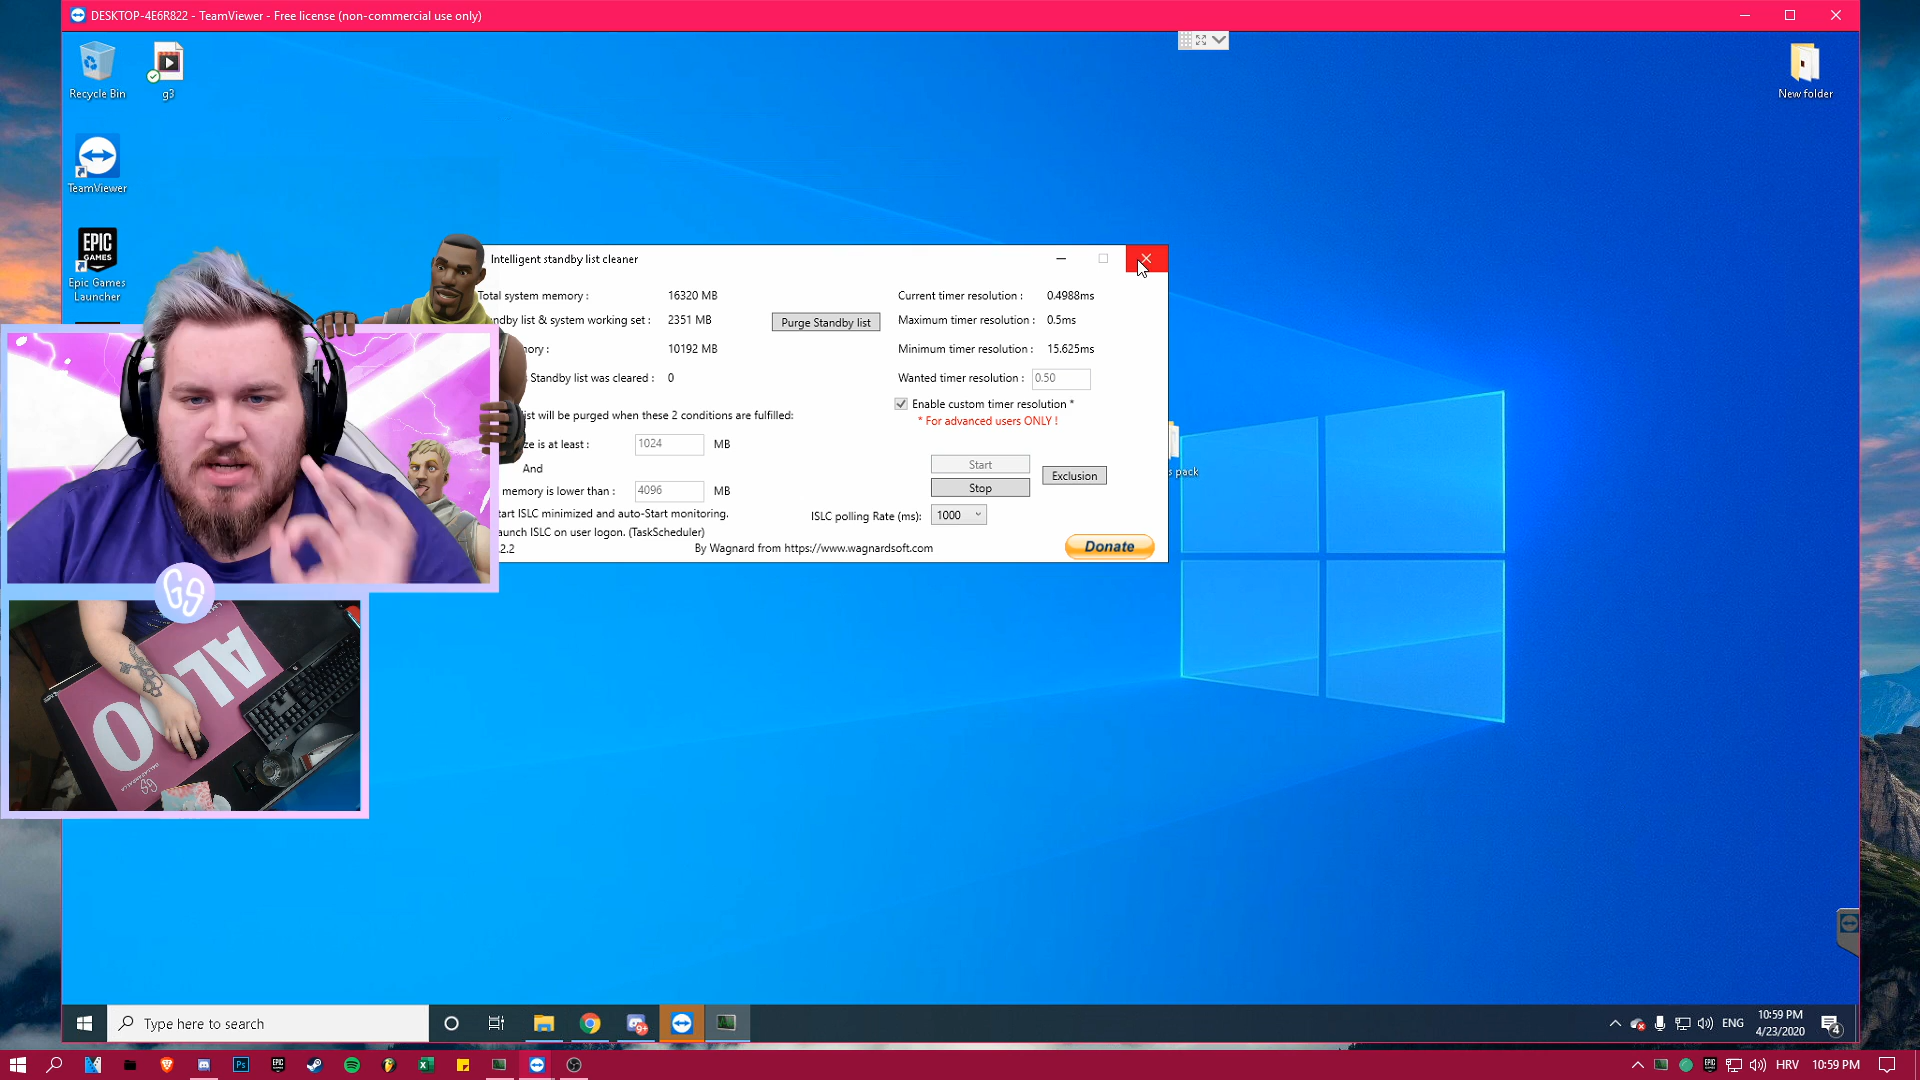 DESKTOP-4E6R822 - TeamViewer - Free license (non-commercial use only)
Recycle Bin
g3
New folder
TeamViewer
EPIC
GAMES
Epic Games
Launcher
Intelligent standby list cleaner
Total system memory :
16320 MB
Current timer resolution :
0.4988ms
ndby list & system working set :
2351 MB
Purge Standby list
Maximum timer resolution :
0.5ms
ory :
10192 MB
Minimum timer resolution :
15.625ms
Standby list was cleared :
0
Wanted timer resolution :
0.50
Enable custom timer resolution *
* For advanced users ONLY !
ist will be purged when these 2 conditions are fulfilled:
ze is at least :
1024
MB
And
memory is lower than :
4096
MB
Start
Stop
Exclusion
s pack
tart ISLC minimized and auto-Start monitoring.
ISLC polling Rate (ms):
1000
aunch ISLC on user logon. (TaskScheduler)
2.2
By Wagnard from https://www.wagnardsoft.com
Donate
GS
Type here to search
9+
ENG
10:59 PM
4/23/2020
4
Ps
EPIC
HRV
10:59 PM